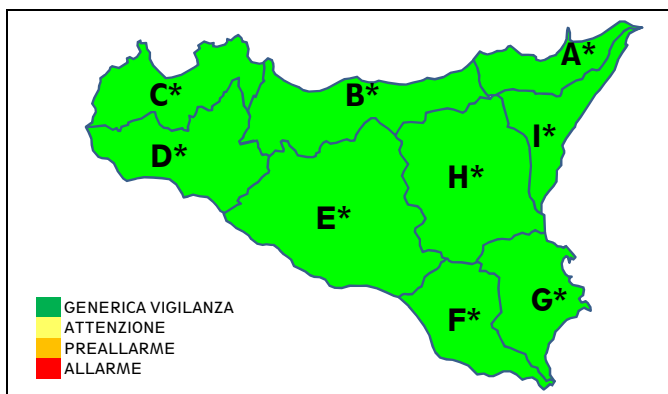 A*
C*
B*
I*
D*
H*
E*
G*
F*
GENERICA VIGILANZA
ATTENZIONE
PREALLARME
ALLARME